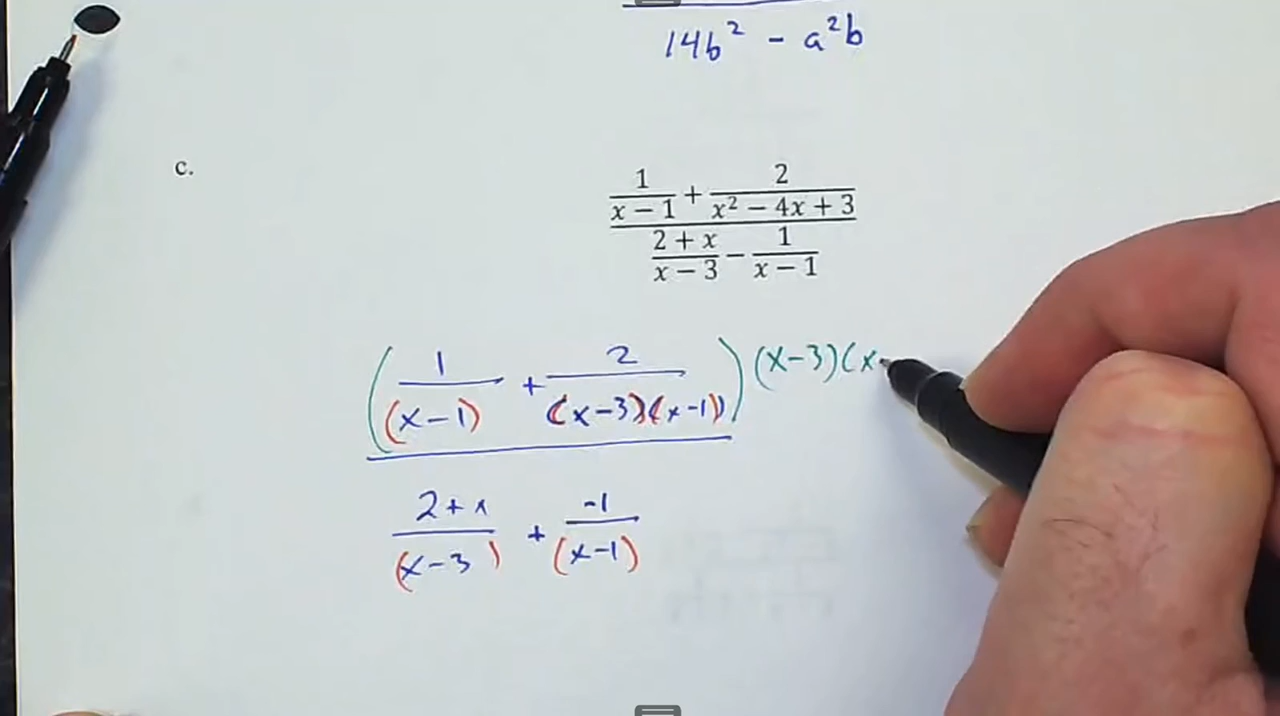 14b² - a²b
c.
1/(x - 1) + 2/(x² - 4x + 3)
(2 + x)/(x - 3) - 1/(x - 1)
(1/(x-1) + 2/((x-3)(x-1))) (x-3)(x-
(2+x)/(x-3) + -1/(x-1)